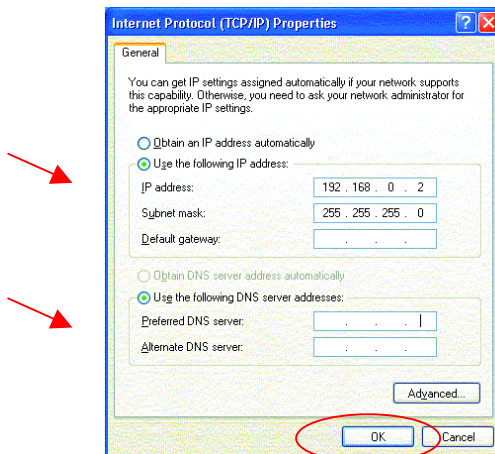 Internet Protocol (TCP/IP) Properties
General
You can get IP settings assigned automatically if your network supports
this capability. Otherwise, you need to ask your network administrator for
the appropriate IP settings.
Obtain an IP address automatically
Use the following IP address:
IP address: 192 . 168 . 0 . 2
Subnet mask: 255 . 255 . 255 . 0
Default gateway: . . .
Obtain DNS server address automatically
Use the following DNS server addresses:
Preferred DNS server: . . .
Alternate DNS server: . . .
Advanced...
OK Cancel